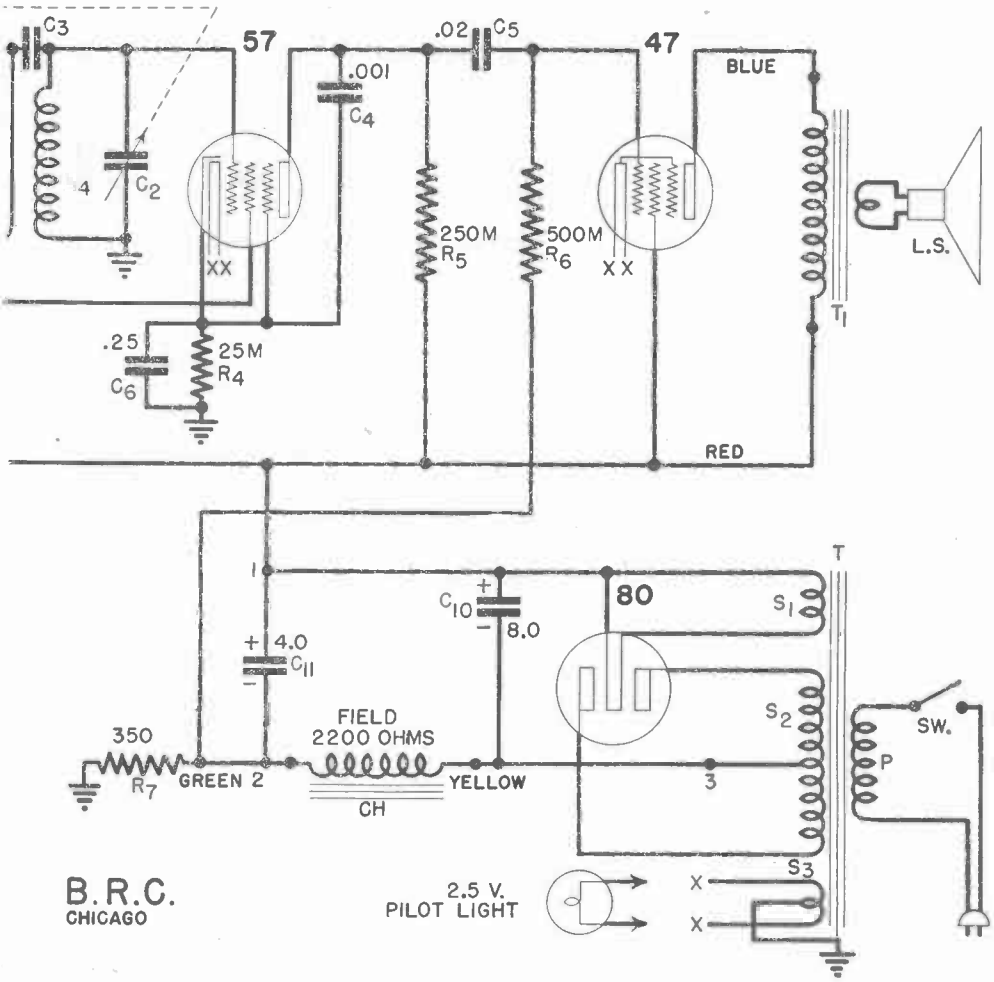 C3
57
.02 C5
47
BLUE
.001
C4
4
C2
XX
250M
R5
500M
R6
X X
L.S.
T1
.25
C6
25M
R4
RED
1
+
C10
-
8.0
80
T
S1
+ 4.0
C11
-
S2
SW.
P
350
R7
GREEN 2
FIELD
2200 OHMS
CH
YELLOW
3
S3
B.R.C.
CHICAGO
2.5 V.
PILOT LIGHT
X
X